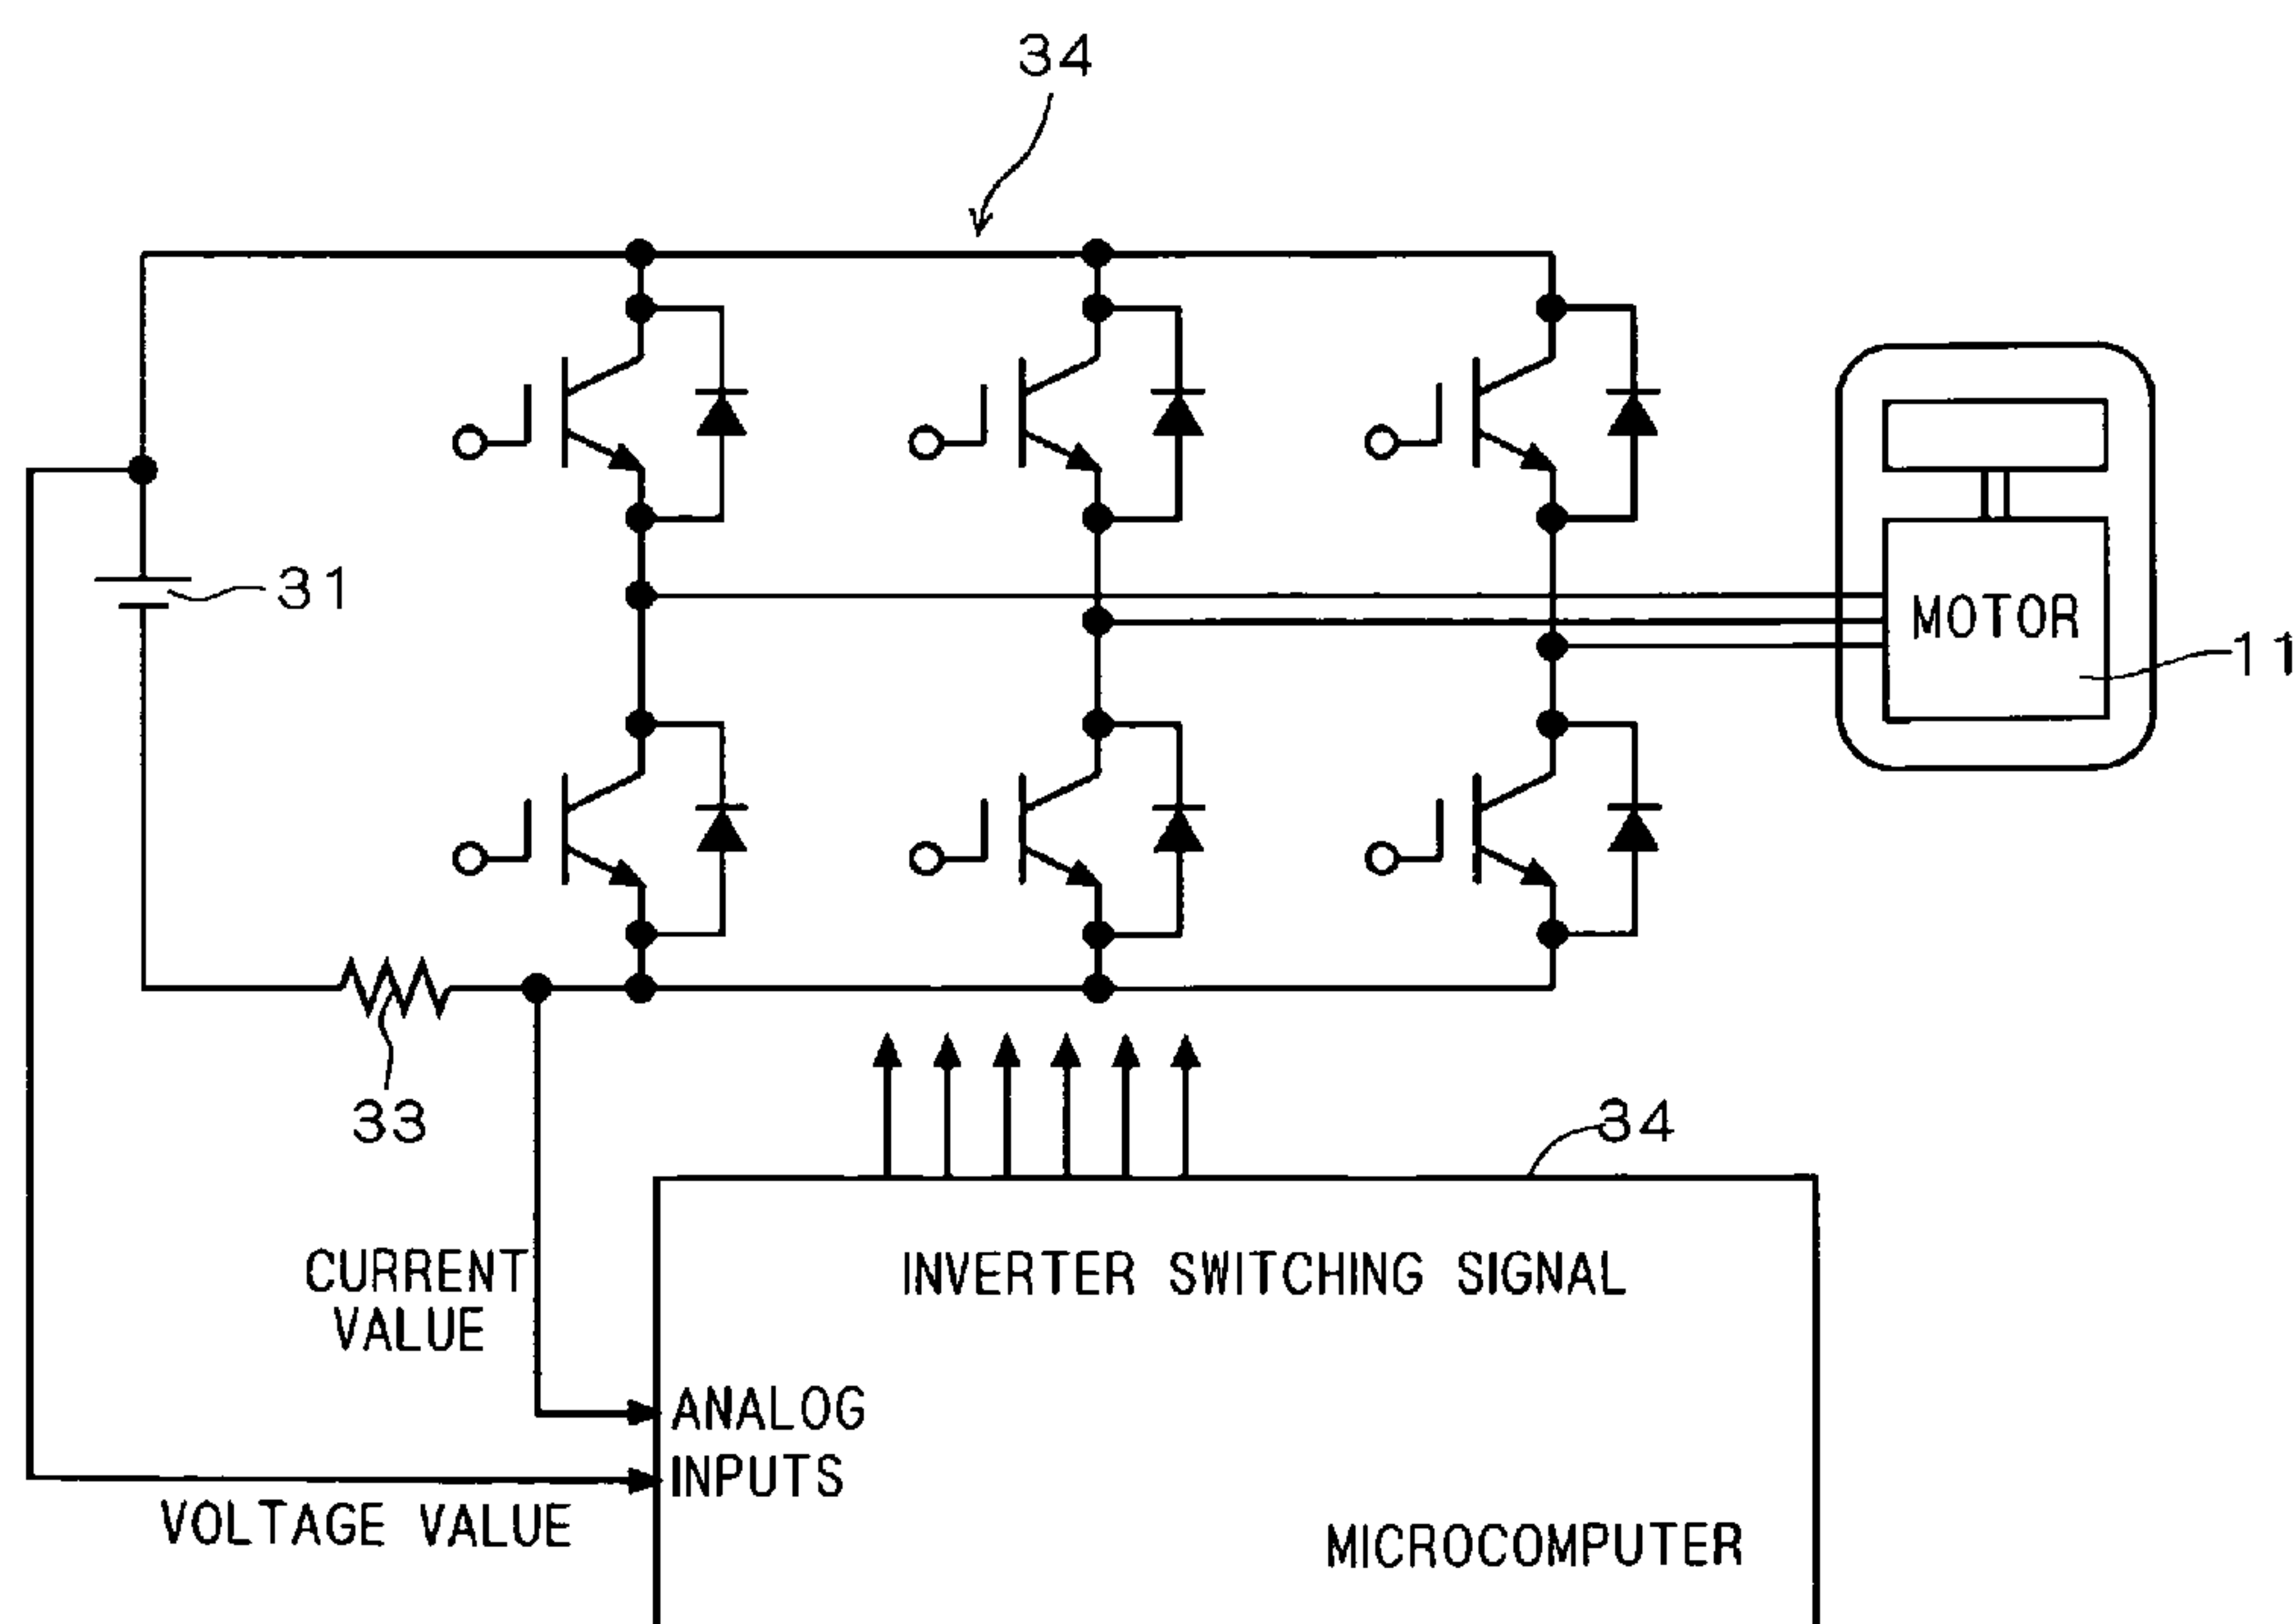 34
31
MOTOR
11
33
34
CURRENT
VALUE
INVERTER SWITCHING SIGNAL
ANALOG
INPUTS
VOLTAGE VALUE
MICROCOMPUTER